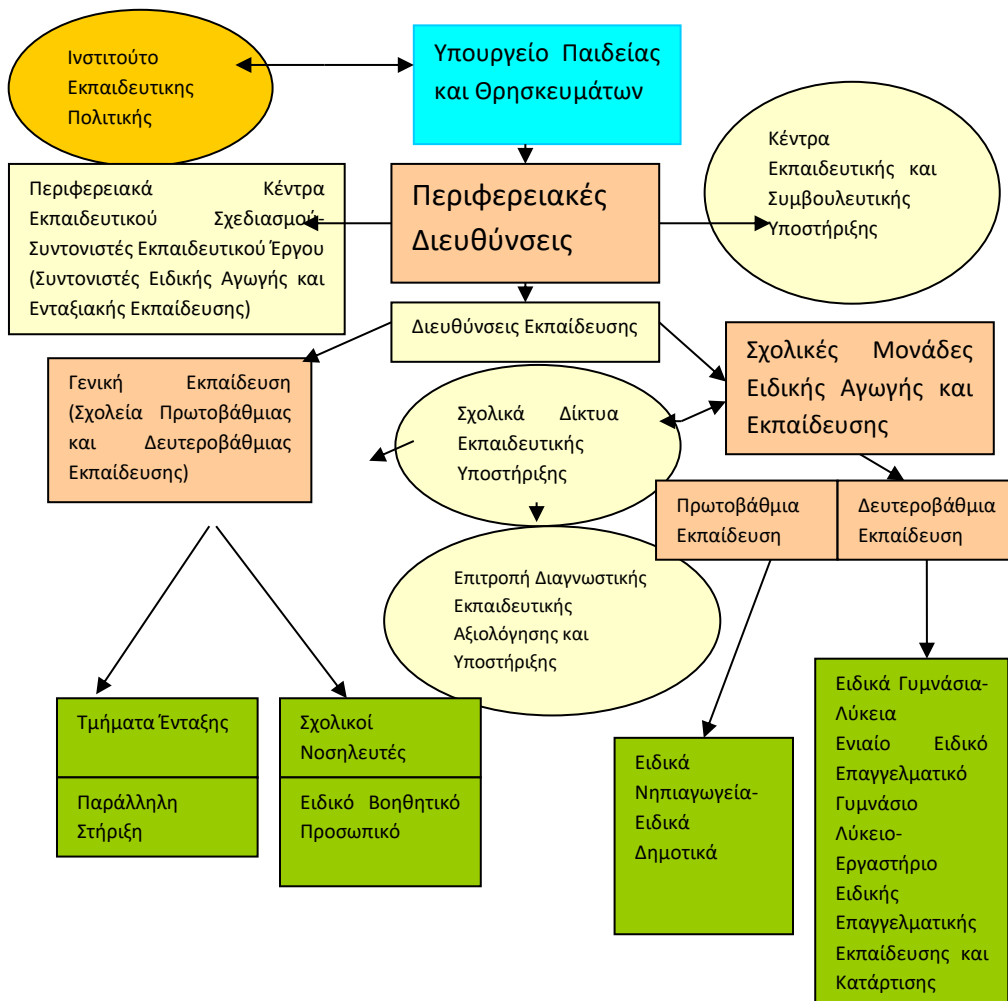 Ινστιτούτο
Εκπαιδευτικης
Πολιτικής
Υπουργείο Παιδείας
και Θρησκευμάτων
Κέντρα
Εκπαιδευτικής και
Συμβουλευτικής
Υποστήριξης
Περιφερειακά Κέντρα
Εκπαιδευτικού Σχεδιασμού-
Συντονιστές Εκπαιδευτικού Έργου
(Συντονιστές Ειδικής Αγωγής και
Ενταξιακής Εκπαίδευσης)
Περιφερειακές
Διευθύνσεις
Διευθύνσεις Εκπαίδευσης
Γενική Εκπαίδευση
(Σχολεία Πρωτοβάθμιας
και Δευτεροβάθμιας
Εκπαίδευσης)
Σχολικά Δίκτυα
Εκπαιδευτικής
Υποστήριξης
Σχολικές Μονάδες
Ειδικής Αγωγής και
Εκπαίδευσης
Πρωτοβάθμια
Εκπαίδευση
Δευτεροβάθμια
Εκπαίδευση
Επιτροπή Διαγνωστικής
Εκπαιδευτικής
Αξιολόγησης και
Υποστήριξης
Τμήματα Ένταξης
Παράλληλη
Στήριξη
Σχολικοί
Νοσηλευτές
Ειδικό Βοηθητικό
Προσωπικό
Ειδικά
Νηπιαγωγεία-
Ειδικά
Δημοτικά
Ειδικά Γυμνάσια-
Λύκεια
Ενιαίο Ειδικό
Επαγγελματικό
Γυμνάσιο
Λύκειο-
Εργαστήριο
Ειδικής
Επαγγελματικής
Εκπαίδευσης και
Κατάρτισης